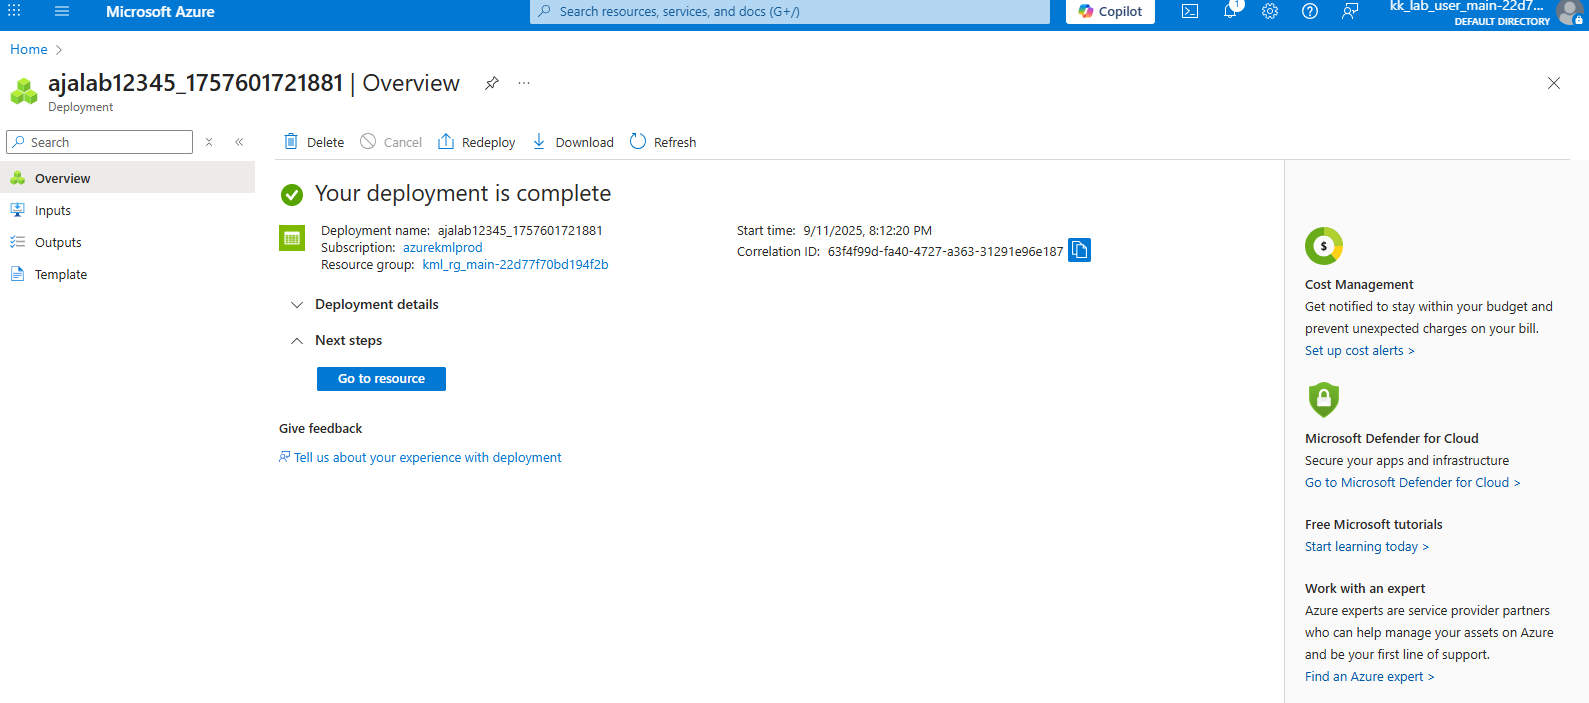 Microsoft Azure
Search resources, services, and docs (G+/)
Copilot
1
kk_lab_user_main-22d7...
DEFAULT DIRECTORY
Home >
ajalab12345_1757601721881 | Overview
...
Deployment
Search
Overview
Inputs
Outputs
Template
Delete
Cancel
Redeploy
Download
Refresh
Your deployment is complete
Deployment name: ajalab12345_1757601721881
Subscription: azurekmlprod
Resource group: kml_rg_main-22d77f70bd194f2b
Start time: 9/11/2025, 8:12:20 PM
Correlation ID: 63f4f99d-fa40-4727-a363-31291e96e187
Deployment details
Next steps
Go to resource
Give feedback
Tell us about your experience with deployment
$
Cost Management
Get notified to stay within your budget and
prevent unexpected charges on your bill.
Set up cost alerts >
Microsoft Defender for Cloud
Secure your apps and infrastructure
Go to Microsoft Defender for Cloud >
Free Microsoft tutorials
Start learning today >
Work with an expert
Azure experts are service provider partners
who can help manage your assets on Azure
and be your first line of support.
Find an Azure expert >